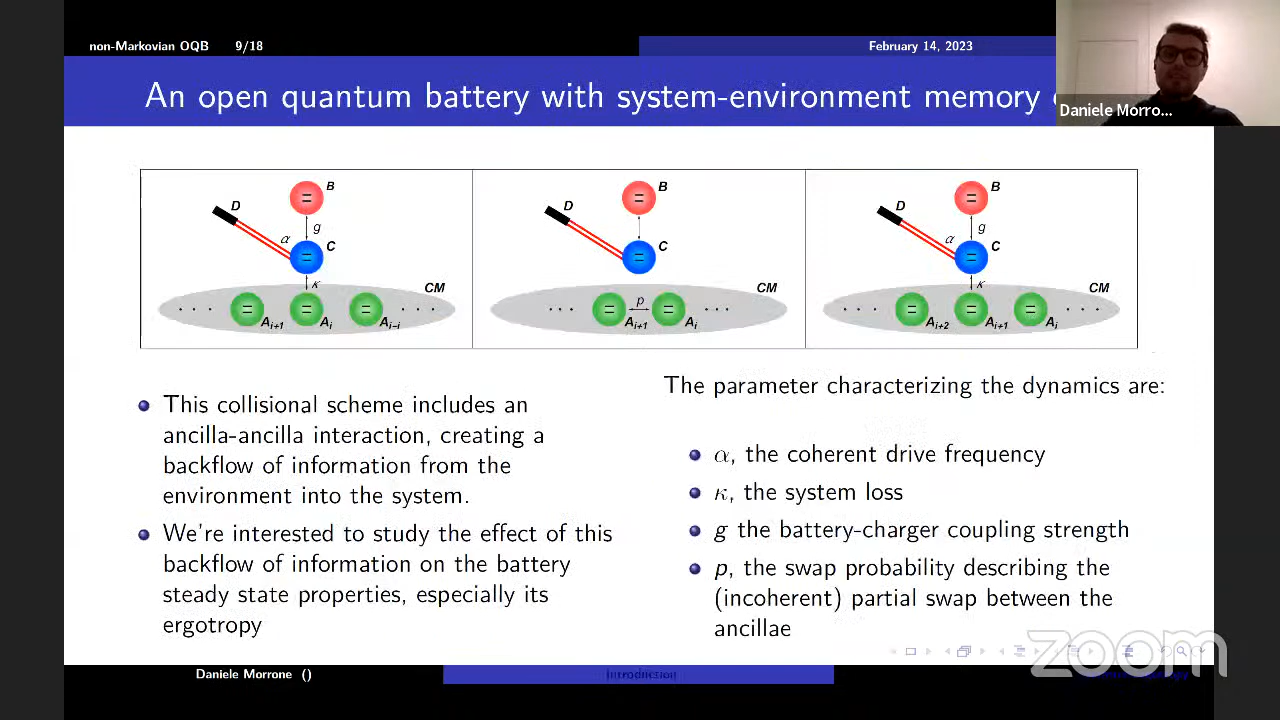 non-Markovian OQB 9/18
February 14, 2023
An open quantum battery with system-environment memory
Daniele Morro...
D
B
g
α
C
κ
CM
A_{i+1}
A_i
A_{i-i}
D
B
C
p
CM
A_{i+1}
A_i
D
B
g
α
C
κ
CM
A_{i+2}
A_{i+1}
A_i
This collisional scheme includes an
ancilla-ancilla interaction, creating a
backflow of information from the
environment into the system.
We're interested to study the effect of this
backflow of information on the battery
steady state properties, especially its
ergotropy
The parameter characterizing the dynamics are:
α, the coherent drive frequency
κ, the system loss
g the battery-charger coupling strength
p, the swap probability describing the
(incoherent) partial swap between the
ancillae
zoom
Daniele Morrone ()
Introduction